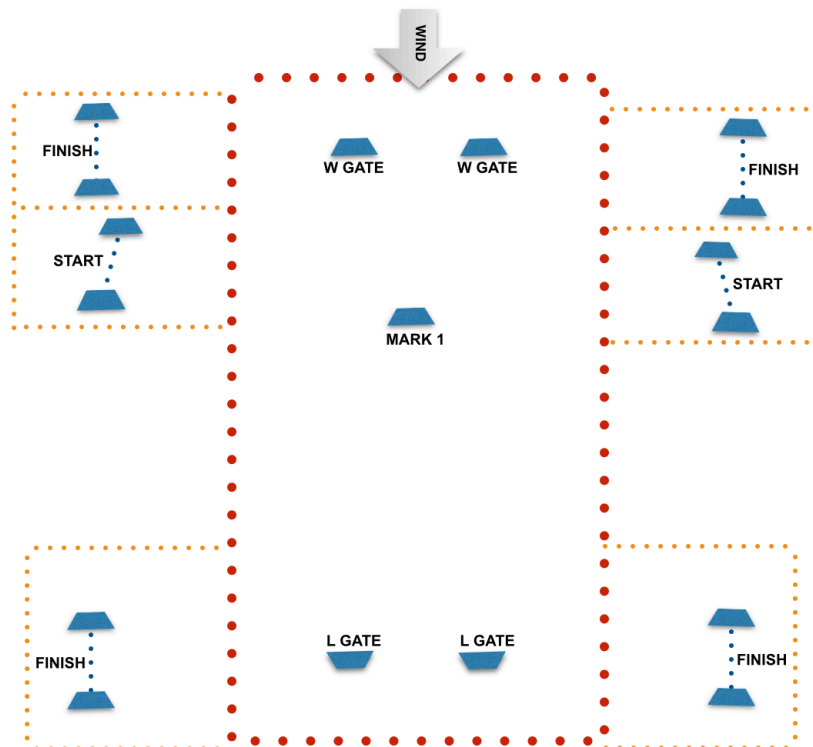 WIND
FINISH
W GATE
W GATE
FINISH
START
START
MARK 1
L GATE
L GATE
FINISH
FINISH